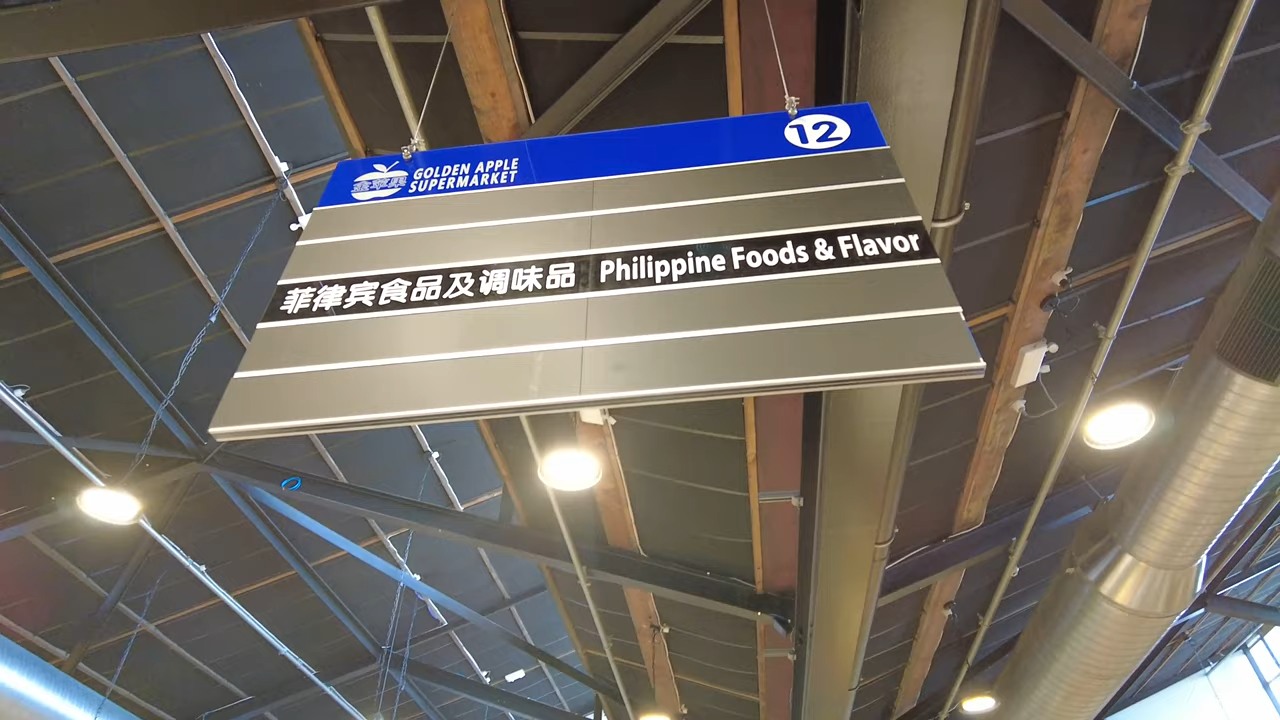 GOLDEN APPLE
SUPERMARKET
12
菲律宾食品及调味品 Philippine Foods & Flavor